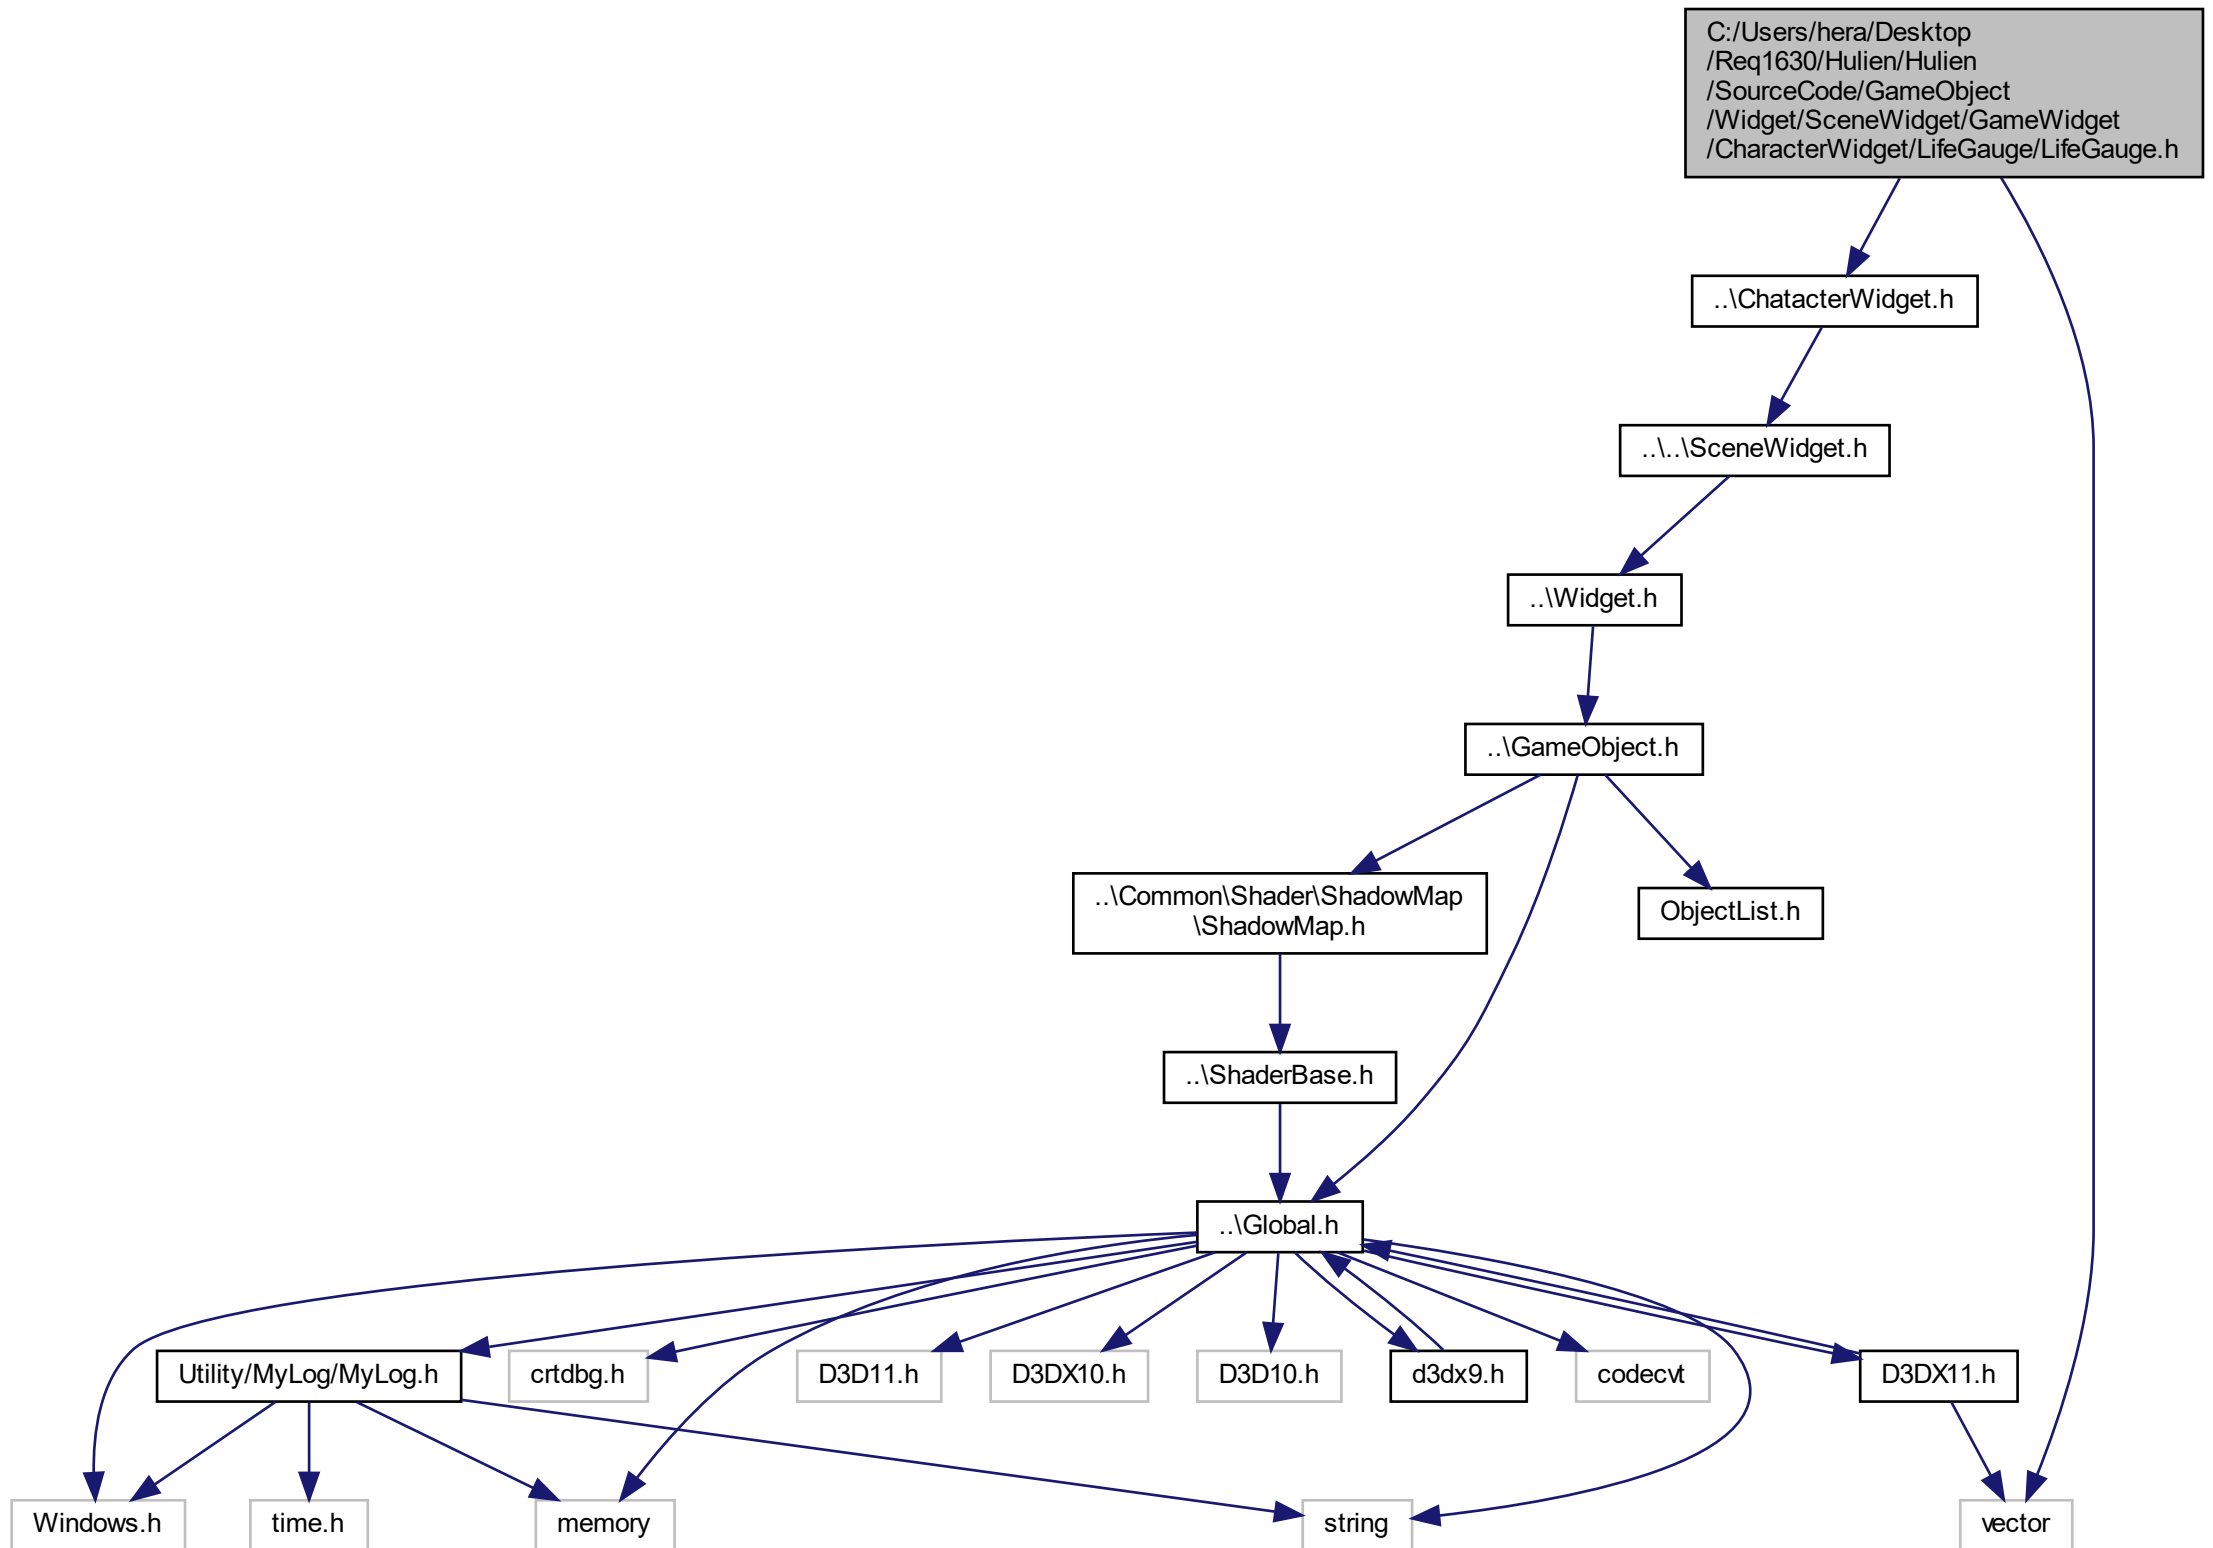 C:/Users/hera/Desktop
/Req1630/Hulien/Hulien
/SourceCode/GameObject
/Widget/SceneWidget/GameWidget
/CharacterWidget/LifeGauge/LifeGauge.h
..\ChatacterWidget.h
..\..\SceneWidget.h
..\Widget.h
..\GameObject.h
..\Common\Shader\ShadowMap
\ShadowMap.h
ObjectList.h
..\ShaderBase.h
..\Global.h
Utility/MyLog/MyLog.h
crtdbg.h
D3D11.h
D3DX10.h
D3D10.h
d3dx9.h
codecvt
D3DX11.h
Windows.h
time.h
memory
string
vector